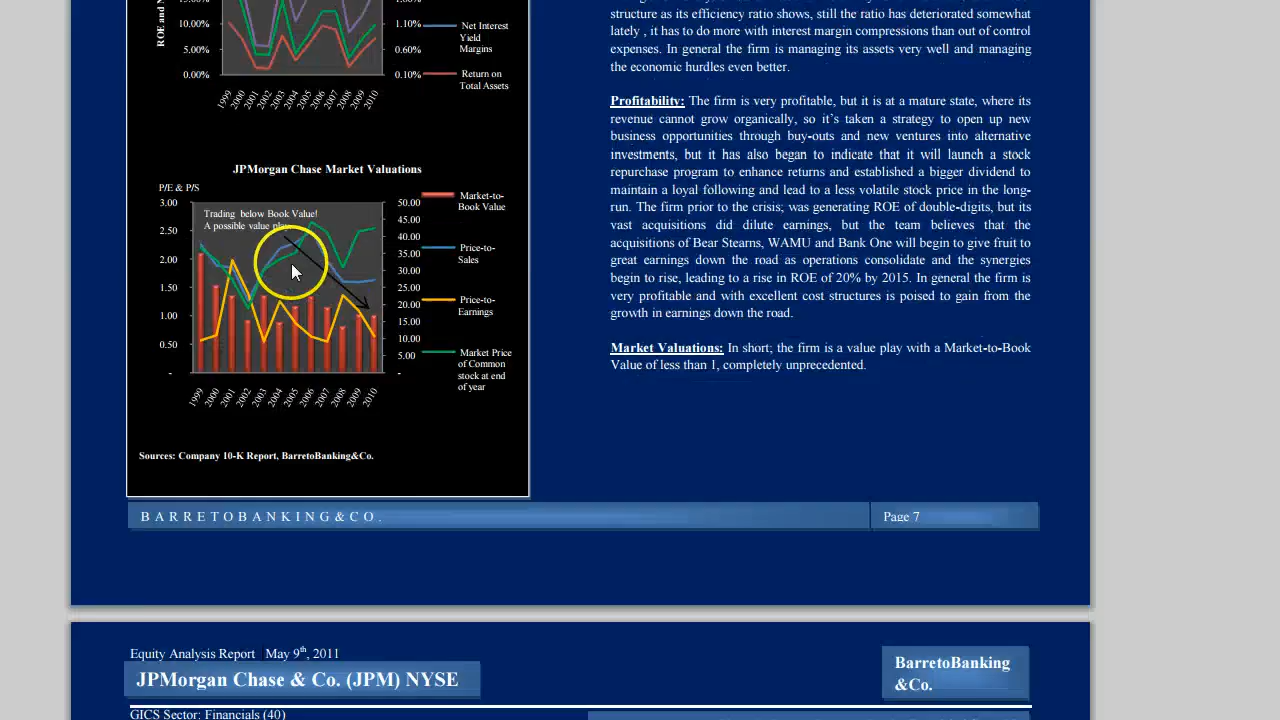 ROE and N
10.00%
5.00%
0.00%
1.10%
0.60%
0.10%
1999
2000
2001
2002
2003
2004
2005
2006
2007
2008
2009
2010
Net Interest
Yield
Margins
Return on
Total Assets
JPMorgan Chase Market Valuations
P/E & P/S
3.00
2.50
2.00
1.50
1.00
0.50
-
Trading below Book Value!
A possible value
50.00
45.00
40.00
35.00
30.00
25.00
20.00
15.00
10.00
5.00
-
1999
2000
2001
2002
2003
2004
2005
2006
2007
2008
2009
2010
Market-to-
Book Value
Price-to-
Sales
Price-to-
Earnings
Market Price
of Common
stock at end
of year
Sources: Company 10-K Report, BarretoBanking&Co.
structure as its efficiency ratio shows, still the ratio has deteriorated somewhat
lately , it has to do more with interest margin compressions than out of control
expenses. In general the firm is managing its assets very well and managing
the economic hurdles even better.
Profitability: The firm is very profitable, but it is at a mature state, where its
revenue cannot grow organically, so it’s taken a strategy to open up new
business opportunities through buy-outs and new ventures into alternative
investments, but it has also began to indicate that it will launch a stock
repurchase program to enhance returns and established a bigger dividend to
maintain a loyal following and lead to a less volatile stock price in the long-
run. The firm prior to the crisis; was generating ROE of double-digits, but its
vast acquisitions did dilute earnings, but the team believes that the
acquisitions of Bear Stearns, WAMU and Bank One will begin to give fruit to
great earnings down the road as operations consolidate and the synergies
begin to rise, leading to a rise in ROE of 20% by 2015. In general the firm is
very profitable and with excellent cost structures is poised to gain from the
growth in earnings down the road.
Market Valuations: In short; the firm is a value play with a Market-to-Book
Value of less than 1, completely unprecedented.
BARRETOBANKING&CO.
Page 7
Equity Analysis Report May 9th, 2011
JPMorgan Chase & Co. (JPM) NYSE
BarretoBanking
&Co.
GICS Sector: Financials (40)